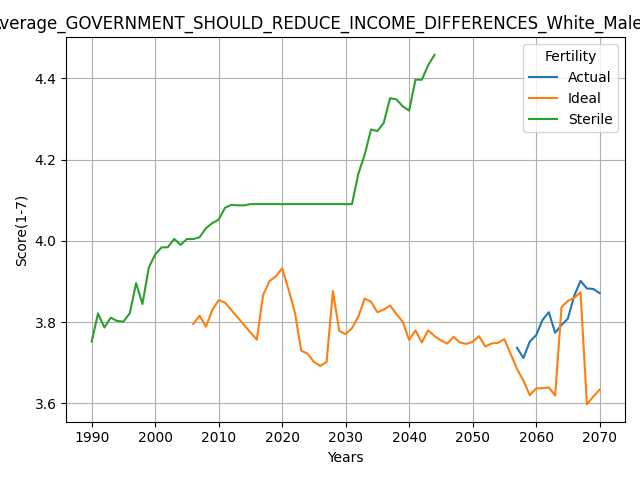 verage_GOVERNMENT_SHOULD_REDUCE_INCOME_DIFFERENCES_White_Male
Fertility
Actual
Ideal
Sterile
Score(1-7)
4.4
4.2
4.0
3.8
3.6
1990 2000 2010 2020 2030 2040 2050 2060 2070
Years